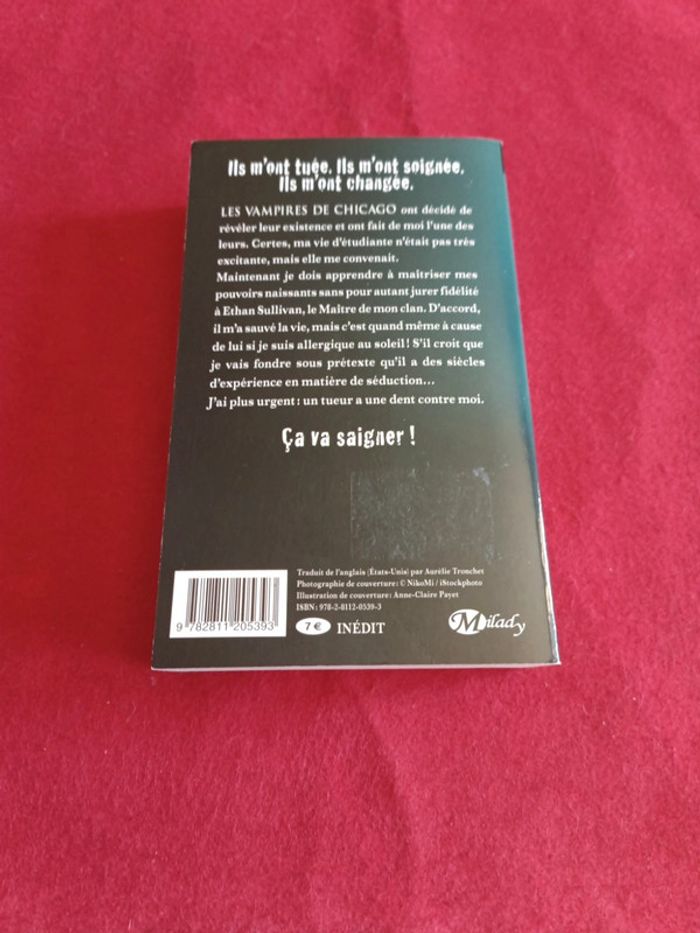 Ils m'ont tuée. Ils m'ont soignée.
Ils m'ont changée.
LES VAMPIRES DE CHICAGO ont décidé de
révéler leur existence et ont fait de moi l'une des
leurs. Certes, ma vie d'étudiante n'était pas très
excitante, mais elle me convenait.
Maintenant je dois apprendre à maîtriser mes
pouvoirs naissants sans pour autant jurer fidélité
à Ethan Sullivan, le Maître de mon clan. D'accord,
il m'a sauvé la vie, mais c'est quand même à cause
de lui si je suis allergique au soleil ! S'il croit que
je vais fondre sous prétexte qu'il a des siècles
d'expérience en matière de séduction…
J'ai plus urgent : un tueur a une dent contre moi.
Ça va saigner !
Traduit de l'anglais (États-Unis) par Aurélie Tronchet
Photographie de couverture : © NikoMi / iStockphoto
Illustration de couverture : Anne-Claire Payet
ISBN : 978-2-8112-0539-3
9 782811 205393
7 € INÉDIT
Milady